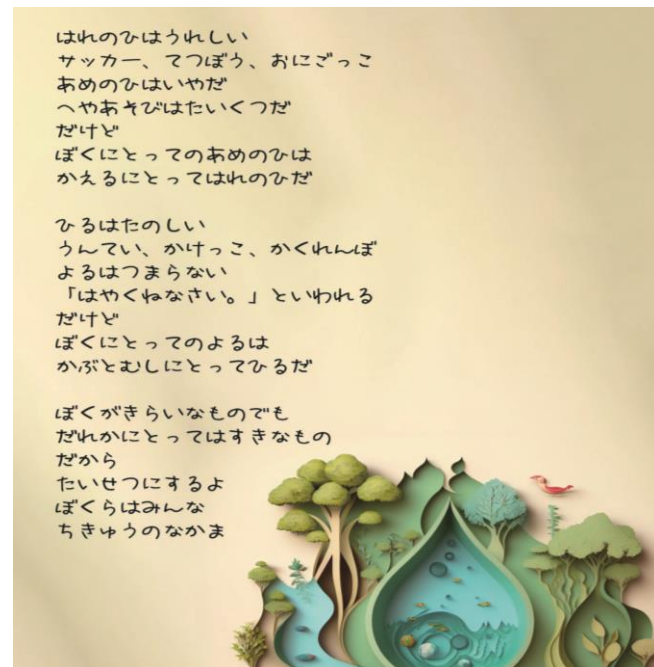 はれのひはうれしい
サッカー、てつぼう、おにごっこ
あめのひはいやだ
へやあそびはたいくつだ
だけど
ぼくにとってのあめのひは
かえるにとってはれのひだ
ひるはたのしい
うんてい、かけっこ、かくれんぼ
よるはつまらない
「はやくねなさい。」といわれる
だけど
ぼくにとってのよるは
かぶとむしにとってひるだ
ぼくがきらいなものでも
だれかにとってはすきなもの
だから
たいせつにするよ
ぼくらはみんな
ちきゅうのなかま